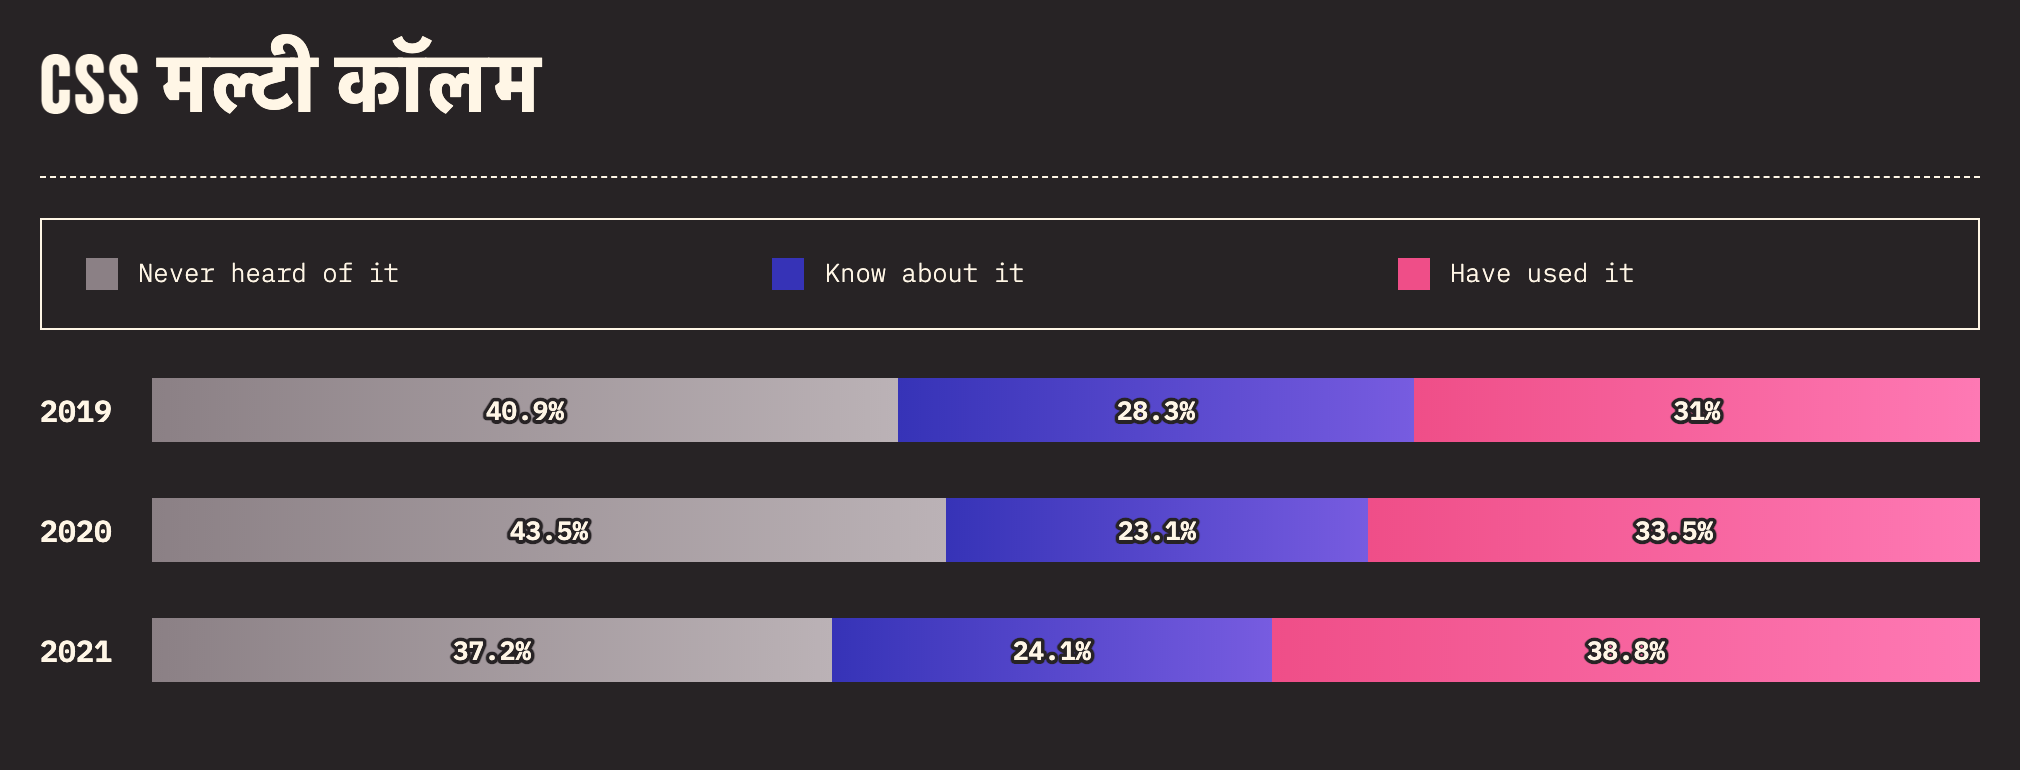 CSS मल्टी कॉलम
Never heard of it Know about it Have used it
2019 40.9% 28.3% 31%
2020 43.5% 23.1% 33.5%
2021 37.2% 24.1% 38.8%